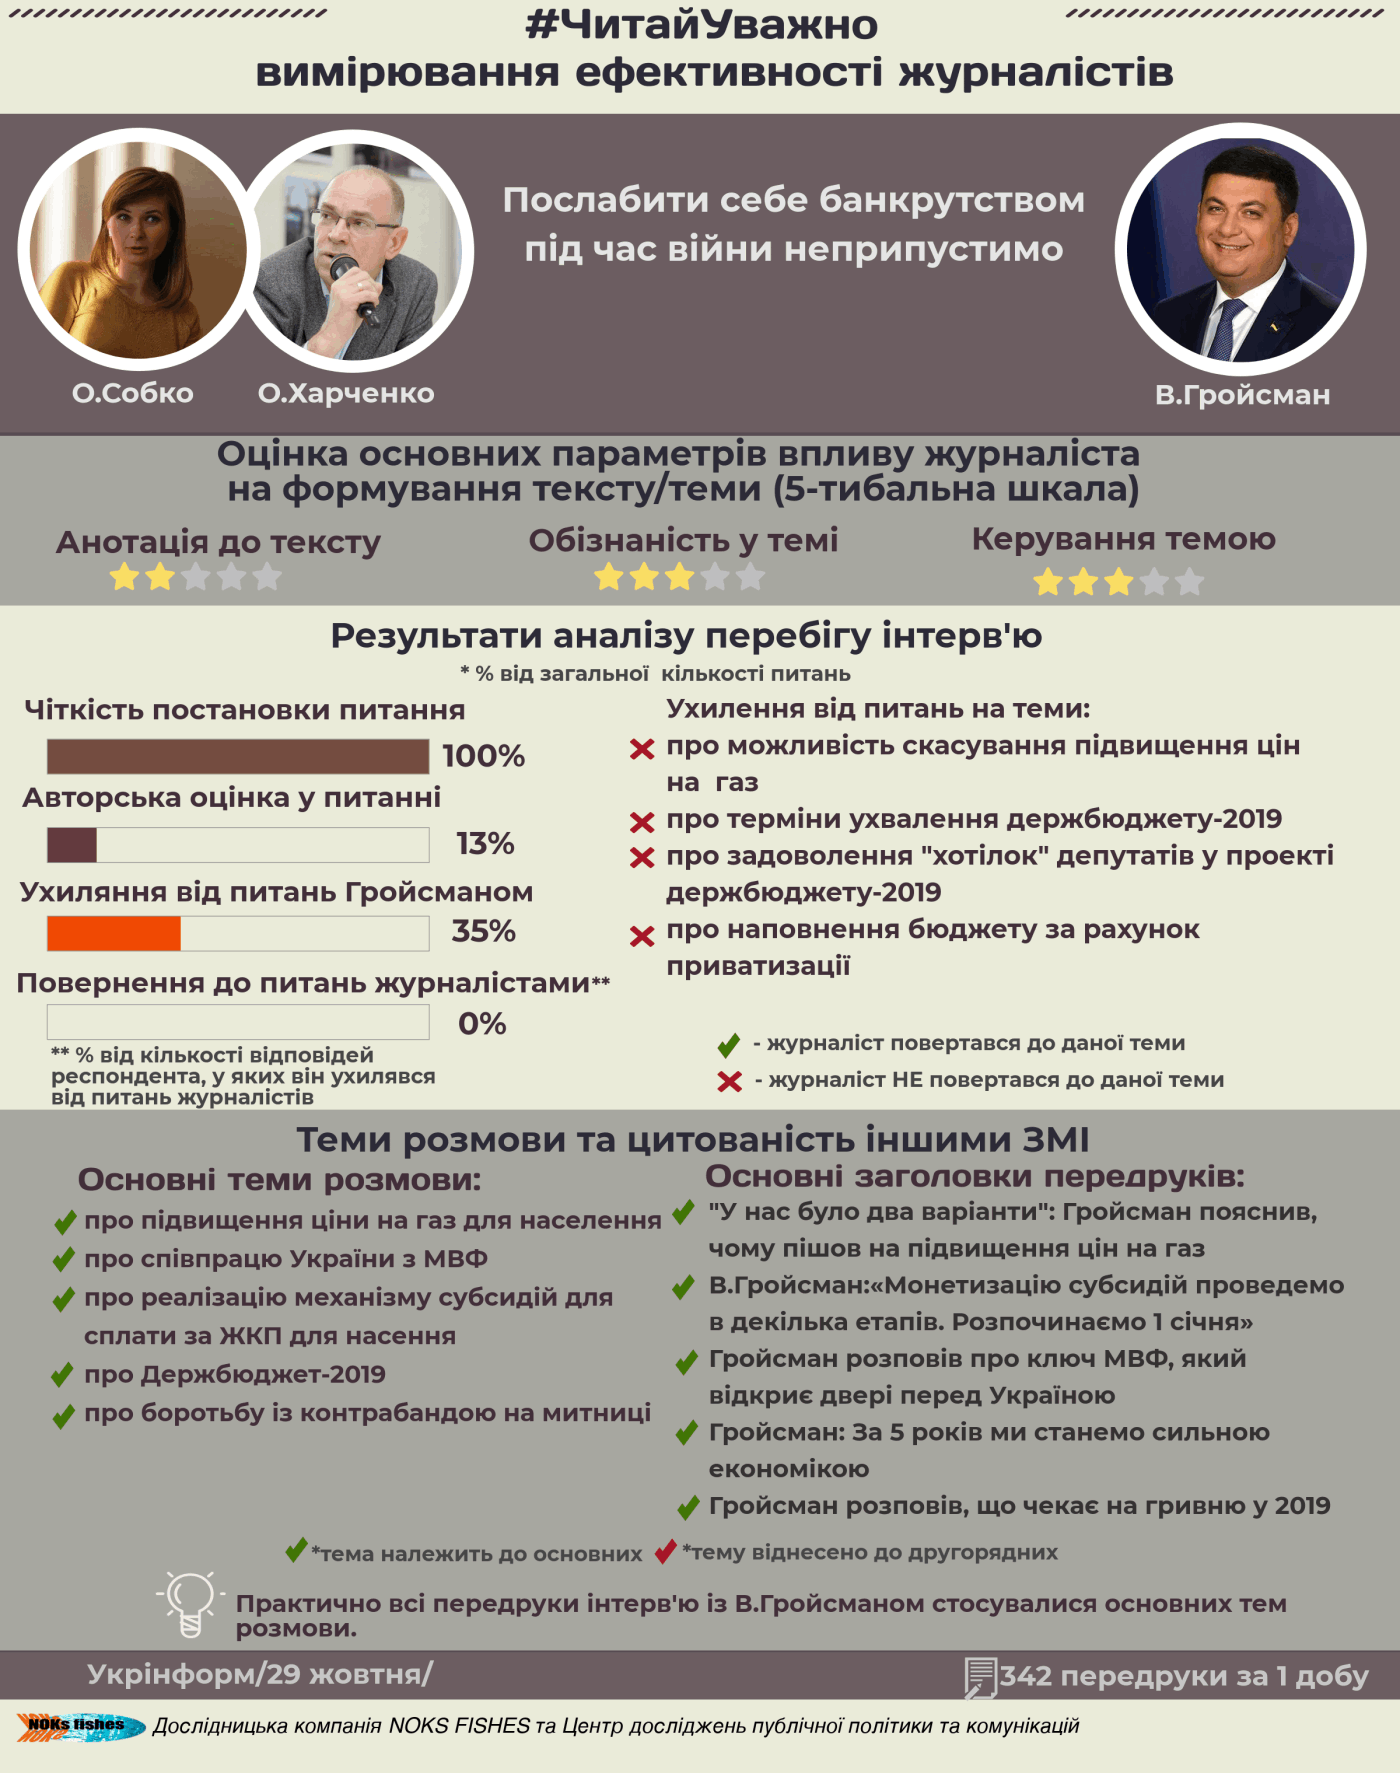 #ЧитайУважно
вимірювання ефективності журналістів
Послабити себе банкрутством
під час війни неприпустимо
О.Собко
О.Харченко
В.Гройсман
Оцінка основних параметрів впливу журналіста
на формування тексту/теми (5-тибальна шкала)
Анотація до тексту
Обізнаність у темі
Керування темою
Результати аналізу перебігу інтерв'ю
* % від загальної кількості питань
Чіткість постановки питання
100%
Авторська оцінка у питанні
13%
Ухиляння від питань Гройсманом
35%
Повернення до питань журналістами**
0%
** % від кількості відповідей
респондента, у яких він ухилявся
від питань журналістів
Ухилення від питань на теми:
про можливість скасування підвищення цін
на газ
про терміни ухвалення держбюджету-2019
про задоволення "хотілок" депутатів у проекті
держбюджету-2019
про наповнення бюджету за рахунок
приватизації
- журналіст повертався до даної теми
- журналіст НЕ повертався до даної теми
Теми розмови та цитованість іншими ЗМІ
Основні теми розмови:
про підвищення ціни на газ для населення
про співпрацю України з МВФ
про реалізацію механізму субсидій для
сплати за ЖКП для насення
про Держбюджет-2019
про боротьбу із контрабандою на митниці
Основні заголовки передруків:
"У нас було два варіанти": Гройсман пояснив,
чому пішов на підвищення цін на газ
В.Гройсман:«Монетизацію субсидій проведемо
в декілька етапів. Розпочинаємо 1 січня»
Гройсман розповів про ключ МВФ, який
відкриє двері перед Україною
Гройсман: За 5 років ми станемо сильною
економікою
Гройсман розповів, що чекає на гривню у 2019
*тема належить до основних
*тему віднесено до другорядних
Практично всі передруки інтерв'ю із В.Гройсманом стосувалися основних тем
розмови.
Укрінформ/29 жовтня/
342 передруки за 1 добу
NOKs fishes
Дослідницька компанія NOKS FISHES та Центр досліджень публічної політики та комунікацій